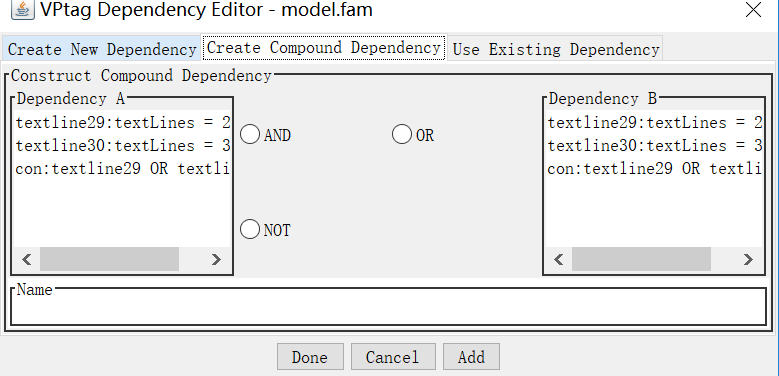 VPtag Dependency Editor - model.fam
Create New Dependency Create Compound Dependency Use Existing Dependency
Construct Compound Dependency
Dependency A
textline29:textLines = 2
textline30:textLines = 3
con:textline29 OR textli
AND
OR
NOT
Dependency B
textline29:textLines = 2
textline30:textLines = 3
con:textline29 OR textli
Name
Done Cancel Add